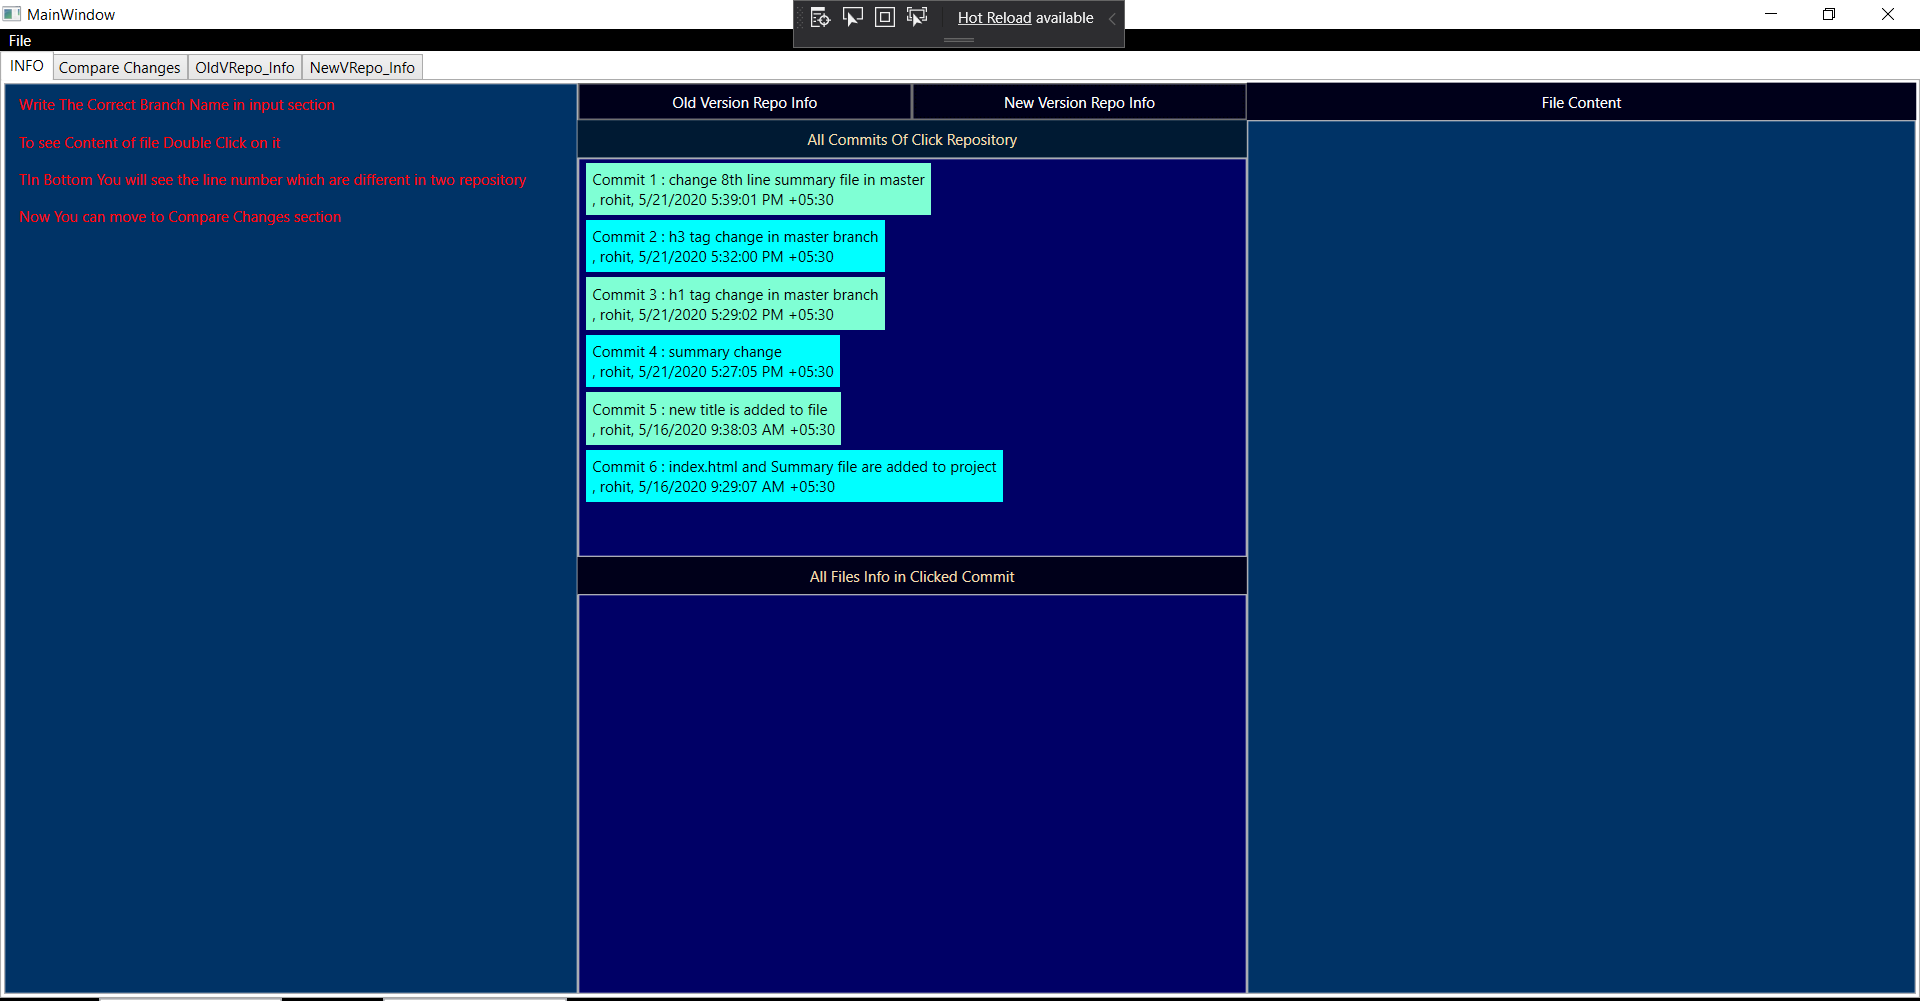 MainWindow
Hot Reload available
File
INFO
Compare Changes
OldVRepo_Info
NewVRepo_Info
Write The Correct Branch Name in input section
To see Content of file Double Click on it
TIn Bottom You will see the line number which are different in two repository
Now You can move to Compare Changes section
Old Version Repo Info
New Version Repo Info
All Commits Of Click Repository
Commit 1 : change 8th line summary file in master
, rohit, 5/21/2020 5:39:01 PM +05:30
Commit 2 : h3 tag change in master branch
, rohit, 5/21/2020 5:32:00 PM +05:30
Commit 3 : h1 tag change in master branch
, rohit, 5/21/2020 5:29:02 PM +05:30
Commit 4 : summary change
, rohit, 5/21/2020 5:27:05 PM +05:30
Commit 5 : new title is added to file
, rohit, 5/16/2020 9:38:03 AM +05:30
Commit 6 : index.html and Summary file are added to project
, rohit, 5/16/2020 9:29:07 AM +05:30
All Files Info in Clicked Commit
File Content